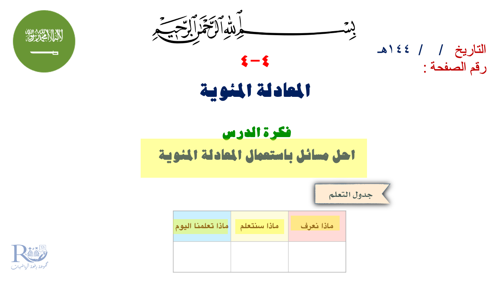 بسم الله الرحمن الرحيم
التاريخ / / ١٤٤هـ
رقم الصفحة :
٤-٤
المعادلة المئوية
فكرة الدرس
احل مسائل باستعمال المعادلة المئوية
جدول التعلم
ماذا نعرف
ماذا سنتعلم
ماذا تعلمنا اليوم